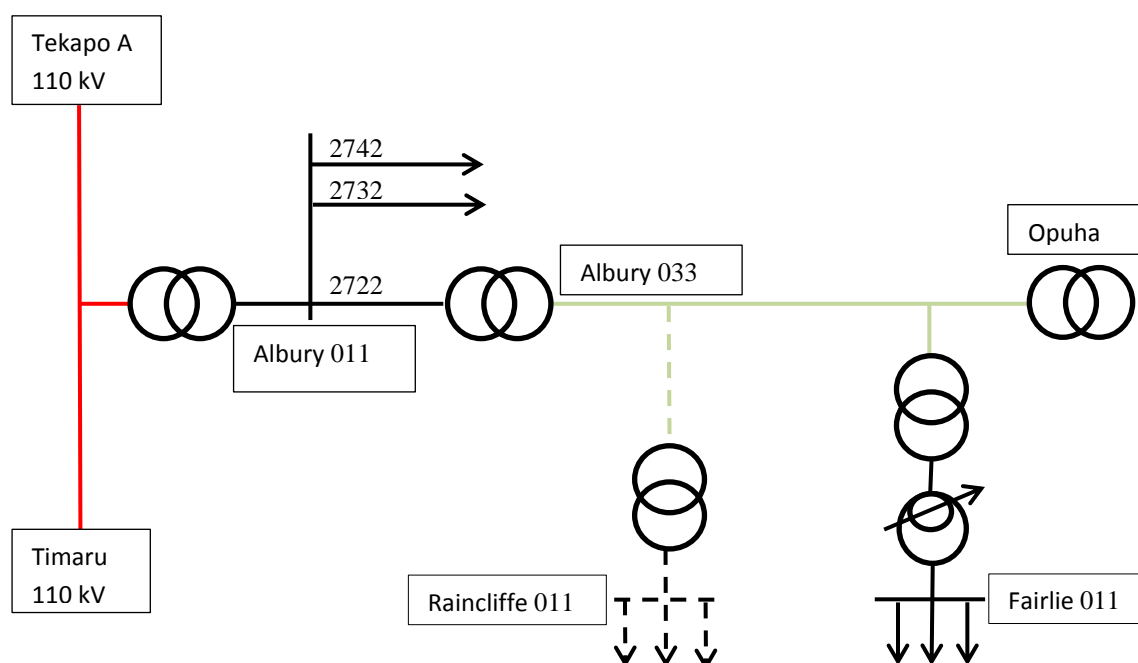 Tekapo A
110 kV
2742
2732
Opuha
2722
Albury 033
Albury 011
Timaru
110 kV
Raincliffe 011
Fairlie 011